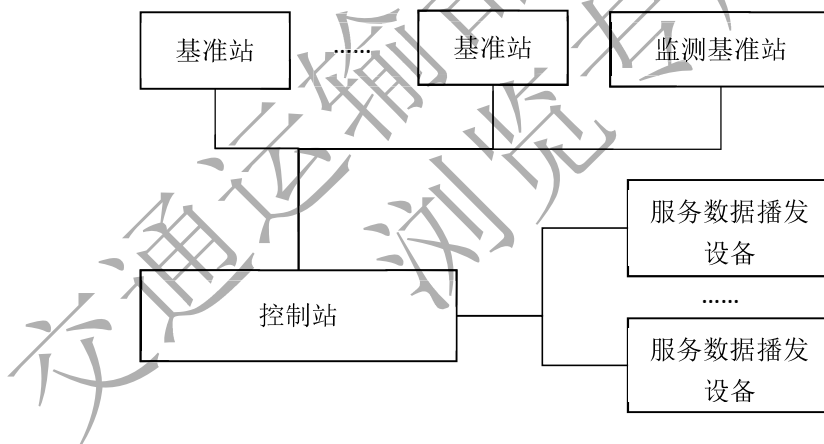 基准站 …… 基准站 监测基准站
服务数据播发
设备
……
控制站
服务数据播发
设备
交通运输
浏览专